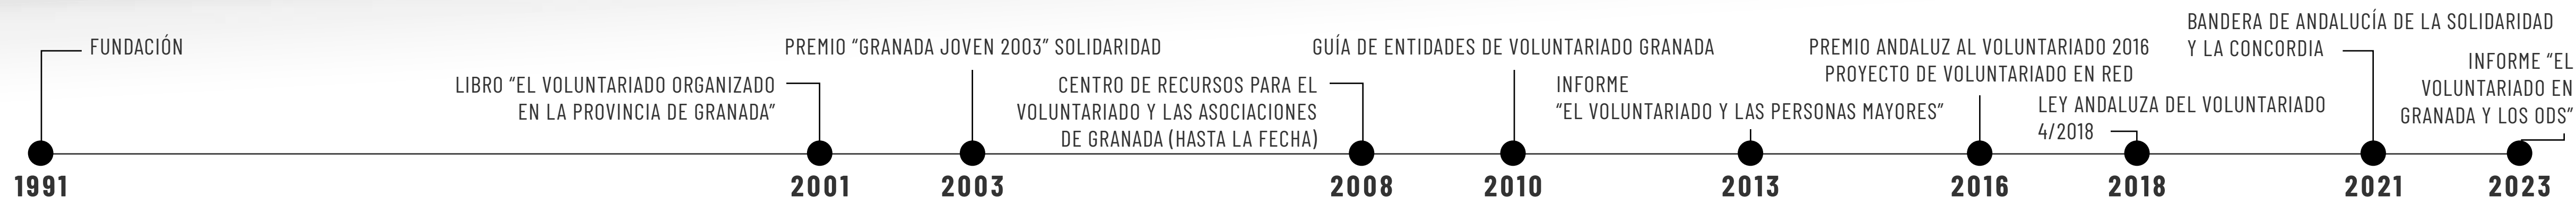 FUNDACIÓN
1991
LIBRO “EL VOLUNTARIADO ORGANIZADO
EN LA PROVINCIA DE GRANADA”
2001
PREMIO “GRANADA JOVEN 2003” SOLIDARIDAD
2003
CENTRO DE RECURSOS PARA EL
VOLUNTARIADO Y LAS ASOCIACIONES
DE GRANADA (HASTA LA FECHA)
2008
GUÍA DE ENTIDADES DE VOLUNTARIADO GRANADA
2010
INFORME
“EL VOLUNTARIADO Y LAS PERSONAS MAYORES”
2013
PREMIO ANDALUZ AL VOLUNTARIADO 2016
PROYECTO DE VOLUNTARIADO EN RED
2016
LEY ANDALUZA DEL VOLUNTARIADO
4/2018
2018
BANDERA DE ANDALUCÍA DE LA SOLIDARIDAD
Y LA CONCORDIA
2021
INFORME “EL
VOLUNTARIADO EN
GRANADA Y LOS ODS”
2023